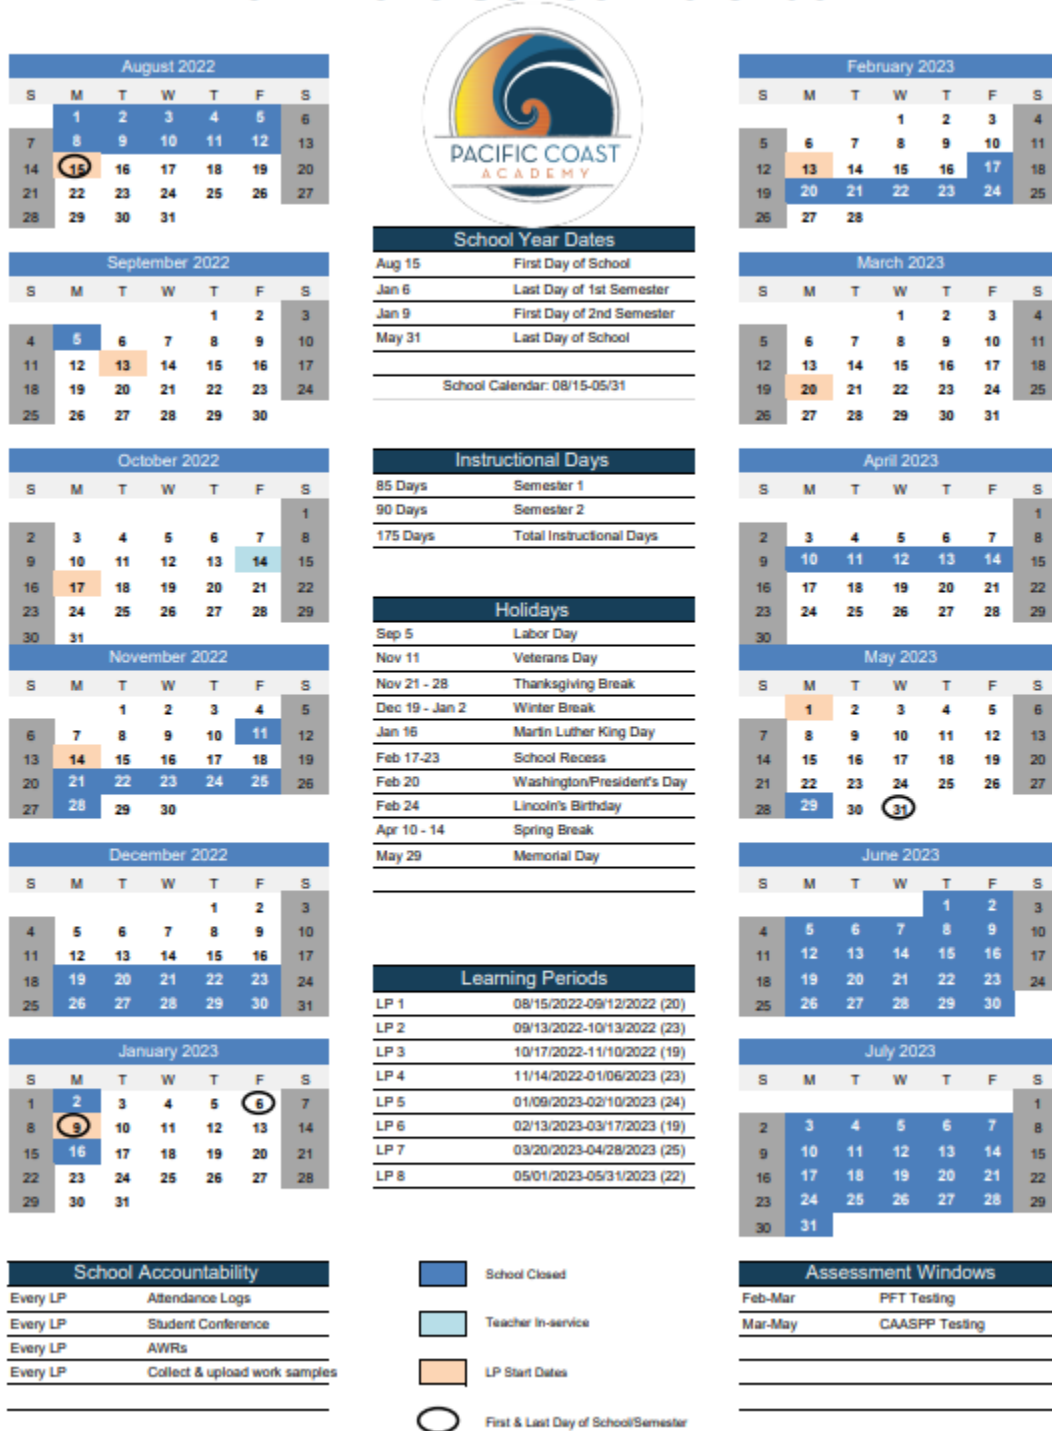 August 2022
S M T W T F S
1 2 3 4 5 6
7 8 9 10 11 12 13
14 15 16 17 18 19 20
21 22 23 24 25 26 27
28 29 30 31
September 2022
S M T W T F S
1 2 3
4 5 6 7 8 9 10
11 12 13 14 15 16 17
18 19 20 21 22 23 24
25 26 27 28 29 30
October 2022
S M T W T F S
1
2 3 4 5 6 7 8
9 10 11 12 13 14 15
16 17 18 19 20 21 22
23 24 25 26 27 28 29
30 31
November 2022
S M T W T F S
1 2 3 4 5
6 7 8 9 10 11 12
13 14 15 16 17 18 19
20 21 22 23 24 25 26
27 28 29 30
December 2022
S M T W T F S
1 2 3
4 5 6 7 8 9 10
11 12 13 14 15 16 17
18 19 20 21 22 23 24
25 26 27 28 29 30 31
January 2023
S M T W T F S
1 2 3 4 5 6 7
8 9 10 11 12 13 14
15 16 17 18 19 20 21
22 23 24 25 26 27 28
29 30 31
PACIFIC COAST
ACADEMY
School Year Dates
Aug 15 First Day of School
Jan 6 Last Day of 1st Semester
Jan 9 First Day of 2nd Semester
May 31 Last Day of School
School Calendar: 08/15-05/31
Instructional Days
85 Days Semester 1
90 Days Semester 2
175 Days Total Instructional Days
Holidays
Sep 5 Labor Day
Nov 11 Veterans Day
Nov 21 - 28 Thanksgiving Break
Dec 19 - Jan 2 Winter Break
Jan 16 Martin Luther King Day
Feb 17-23 School Recess
Feb 20 Washington/President's Day
Feb 24 Lincoln's Birthday
Apr 10 - 14 Spring Break
May 29 Memorial Day
Learning Periods
LP 1 08/15/2022-09/12/2022 (20)
LP 2 09/13/2022-10/13/2022 (23)
LP 3 10/17/2022-11/10/2022 (19)
LP 4 11/14/2022-01/06/2023 (23)
LP 5 01/09/2023-02/10/2023 (24)
LP 6 02/13/2023-03/17/2023 (19)
LP 7 03/20/2023-04/28/2023 (25)
LP 8 05/01/2023-05/31/2023 (22)
February 2023
S M T W T F S
1 2 3 4
5 6 7 8 9 10 11
12 13 14 15 16 17 18
19 20 21 22 23 24 25
26 27 28
March 2023
S M T W T F S
1 2 3 4
5 6 7 8 9 10 11
12 13 14 15 16 17 18
19 20 21 22 23 24 25
26 27 28 29 30 31
April 2023
S M T W T F S
1
2 3 4 5 6 7 8
9 10 11 12 13 14 15
16 17 18 19 20 21 22
23 24 25 26 27 28 29
30
May 2023
S M T W T F S
1 2 3 4 5 6
7 8 9 10 11 12 13
14 15 16 17 18 19 20
21 22 23 24 25 26 27
28 29 30 31
June 2023
S M T W T F S
1 2 3
4 5 6 7 8 9 10
11 12 13 14 15 16 17
18 19 20 21 22 23 24
25 26 27 28 29 30
July 2023
S M T W T F S
1
2 3 4 5 6 7 8
9 10 11 12 13 14 15
16 17 18 19 20 21 22
23 24 25 26 27 28 29
30 31
School Accountability
Every LP Attendance Logs
Every LP Student Conference
Every LP AWRs
Every LP Collect & upload work samples
School Closed
Teacher In-service
LP Start Dates
First & Last Day of School/Semester
Assessment Windows
Feb-Mar PFT Testing
Mar-May CAASPP Testing